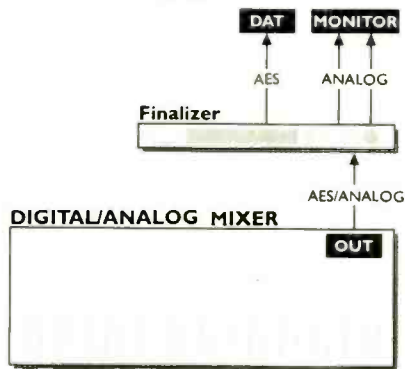 DAT MONITOR
AES ANALOG
Finalizer
AES/ANALOG
DIGITAL/ANALOG MIXER
OUT